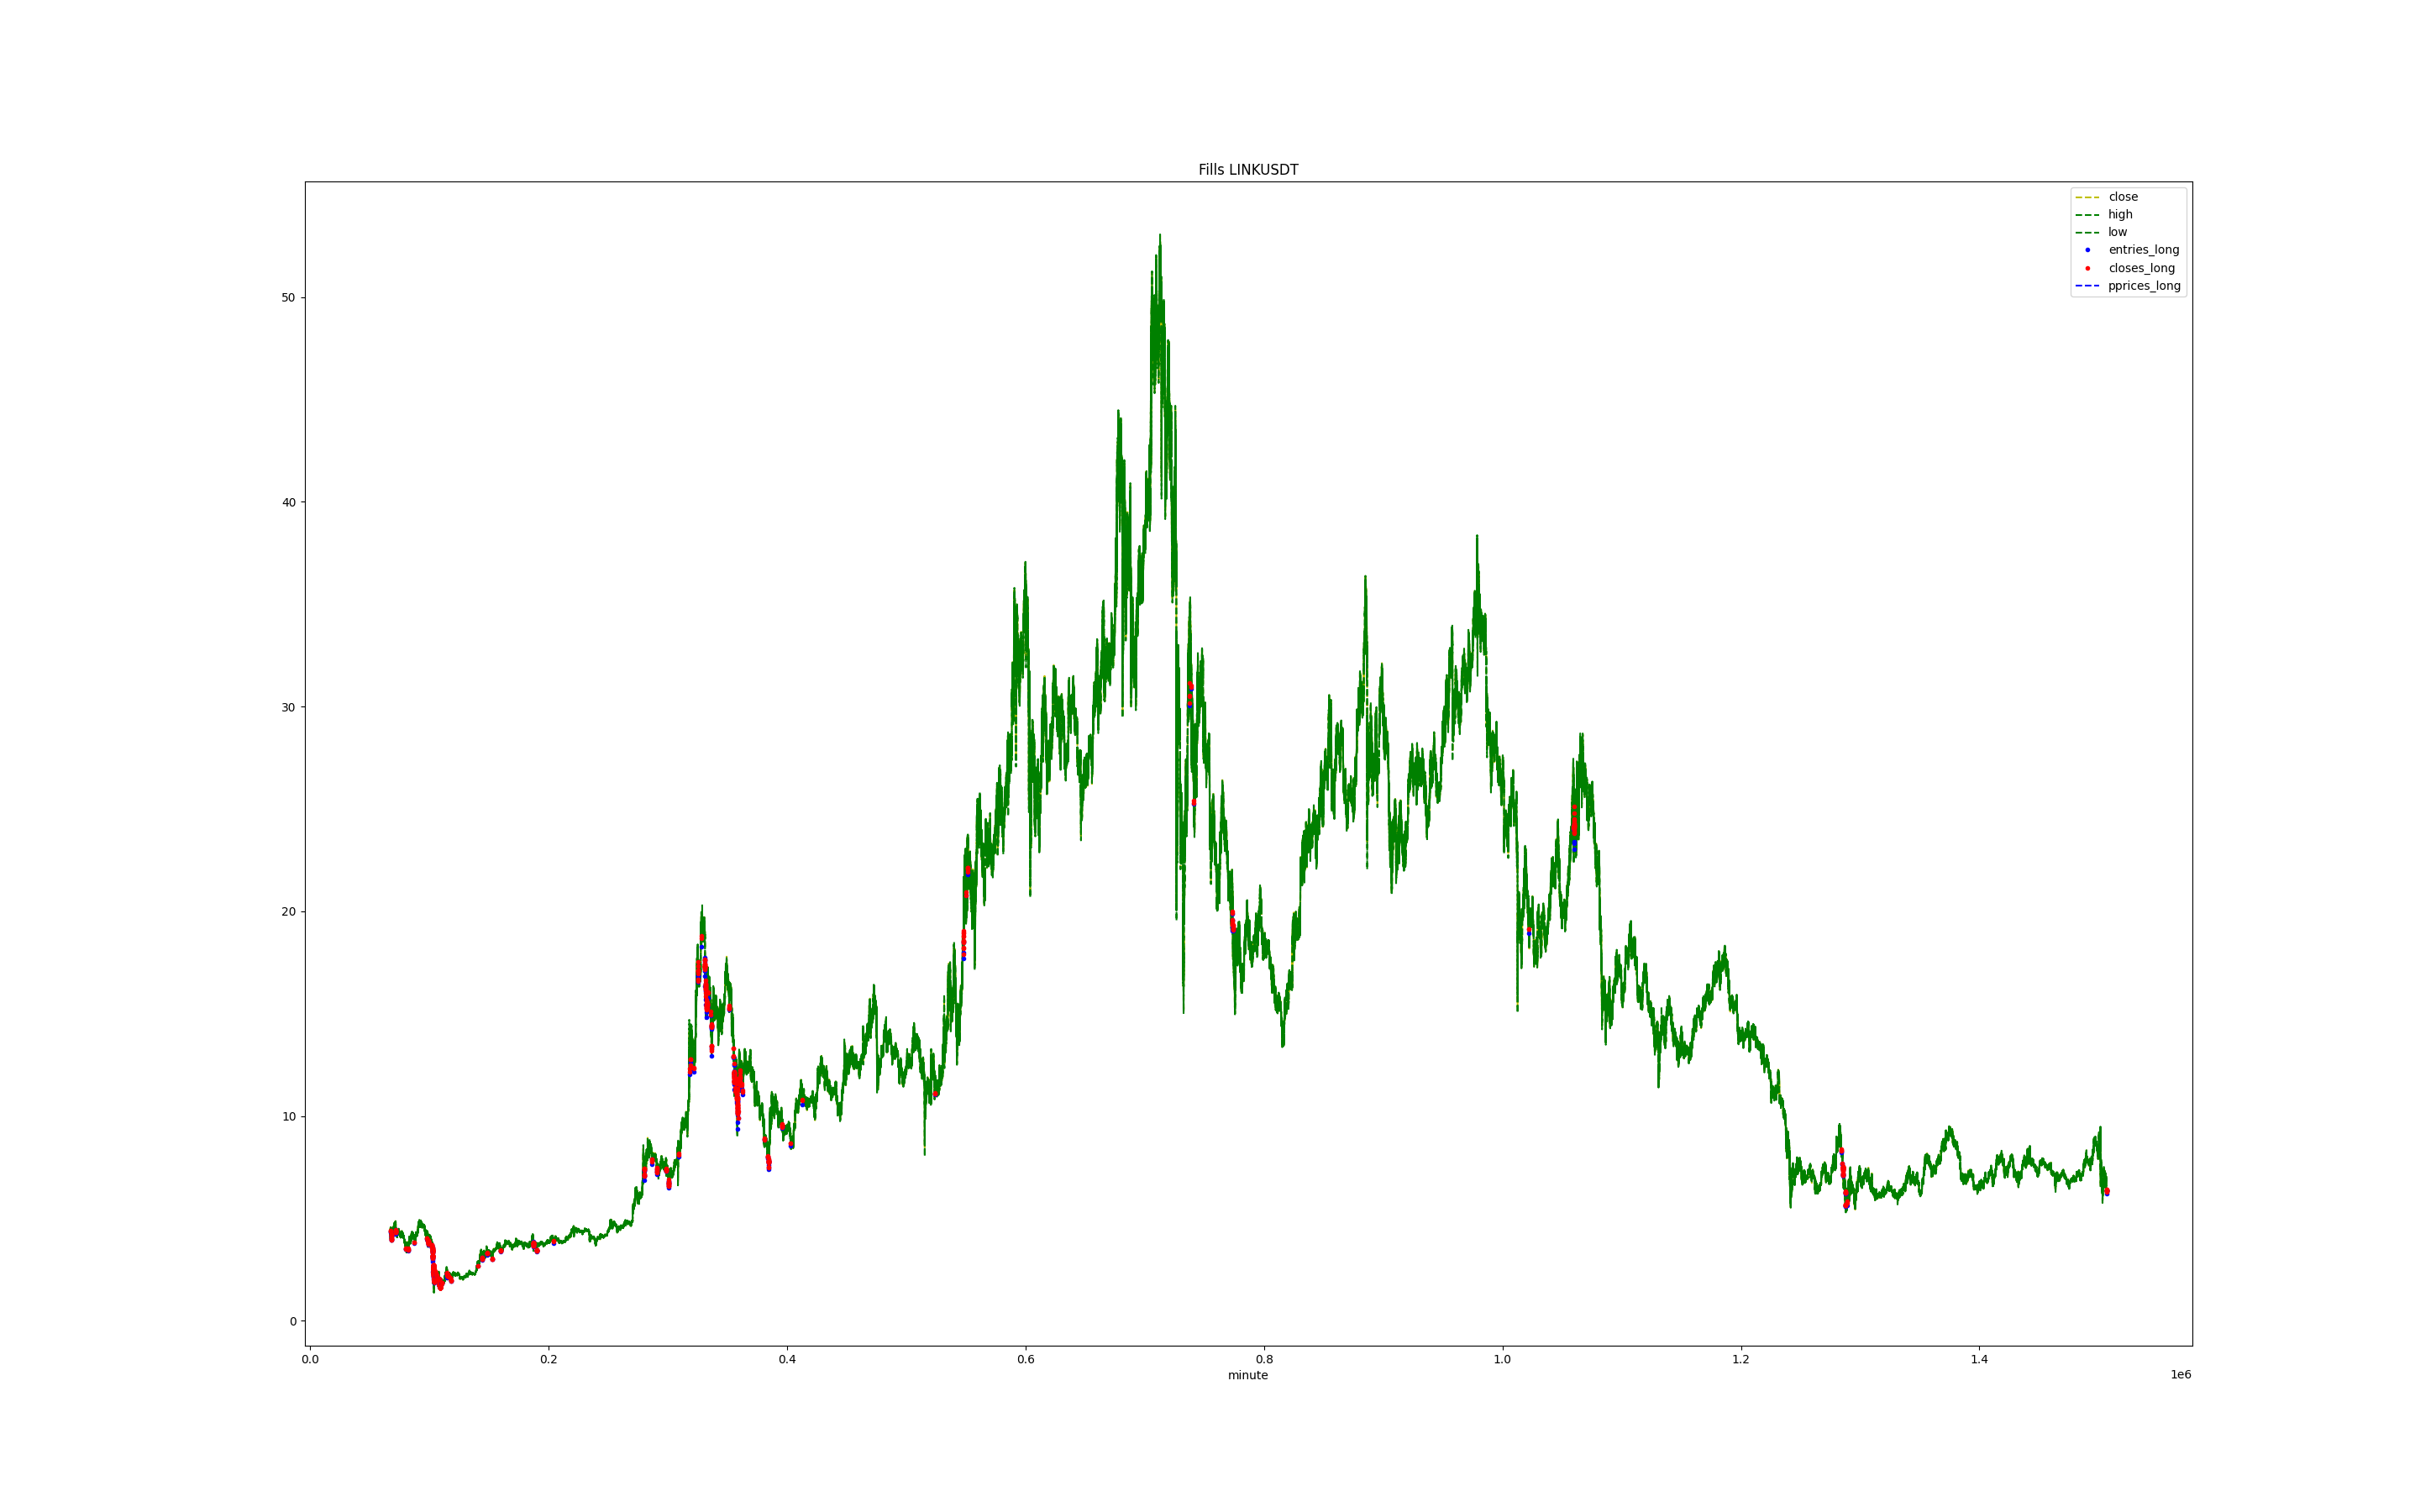 Fills LINKUSDT
close
high
low
entries_long
closes_long
pprices_long
50
40
30
20
10
0
0.0 0.2 0.4 0.6 0.8 1.0 1.2 1.4
minute
1e6